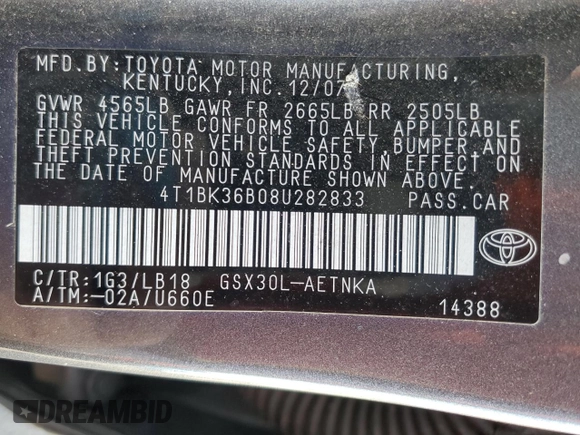 MFD.BY:TOYOTA MOTOR MANUFACTURING,
KENTUCKY, INC. 12/07
GVWR 4565LB GAWR FR 2665LB RR 2505LB
THIS VEHICLE CONFORMS TO ALL APPLICABLE
FEDERAL MOTOR VEHICLE SAFETY, BUMPER, AND
THEFT PREVENTION STANDARDS IN EFFECT ON
THE DATE OF MANUFACTURE SHOWN ABOVE.
4T1BK36B08U282833 PASS.CAR
C/TR:1G3/LB18 GSX30L-AETNKA
A/TM:-02A/U660E
14388
TOYOTA
DREAMBID